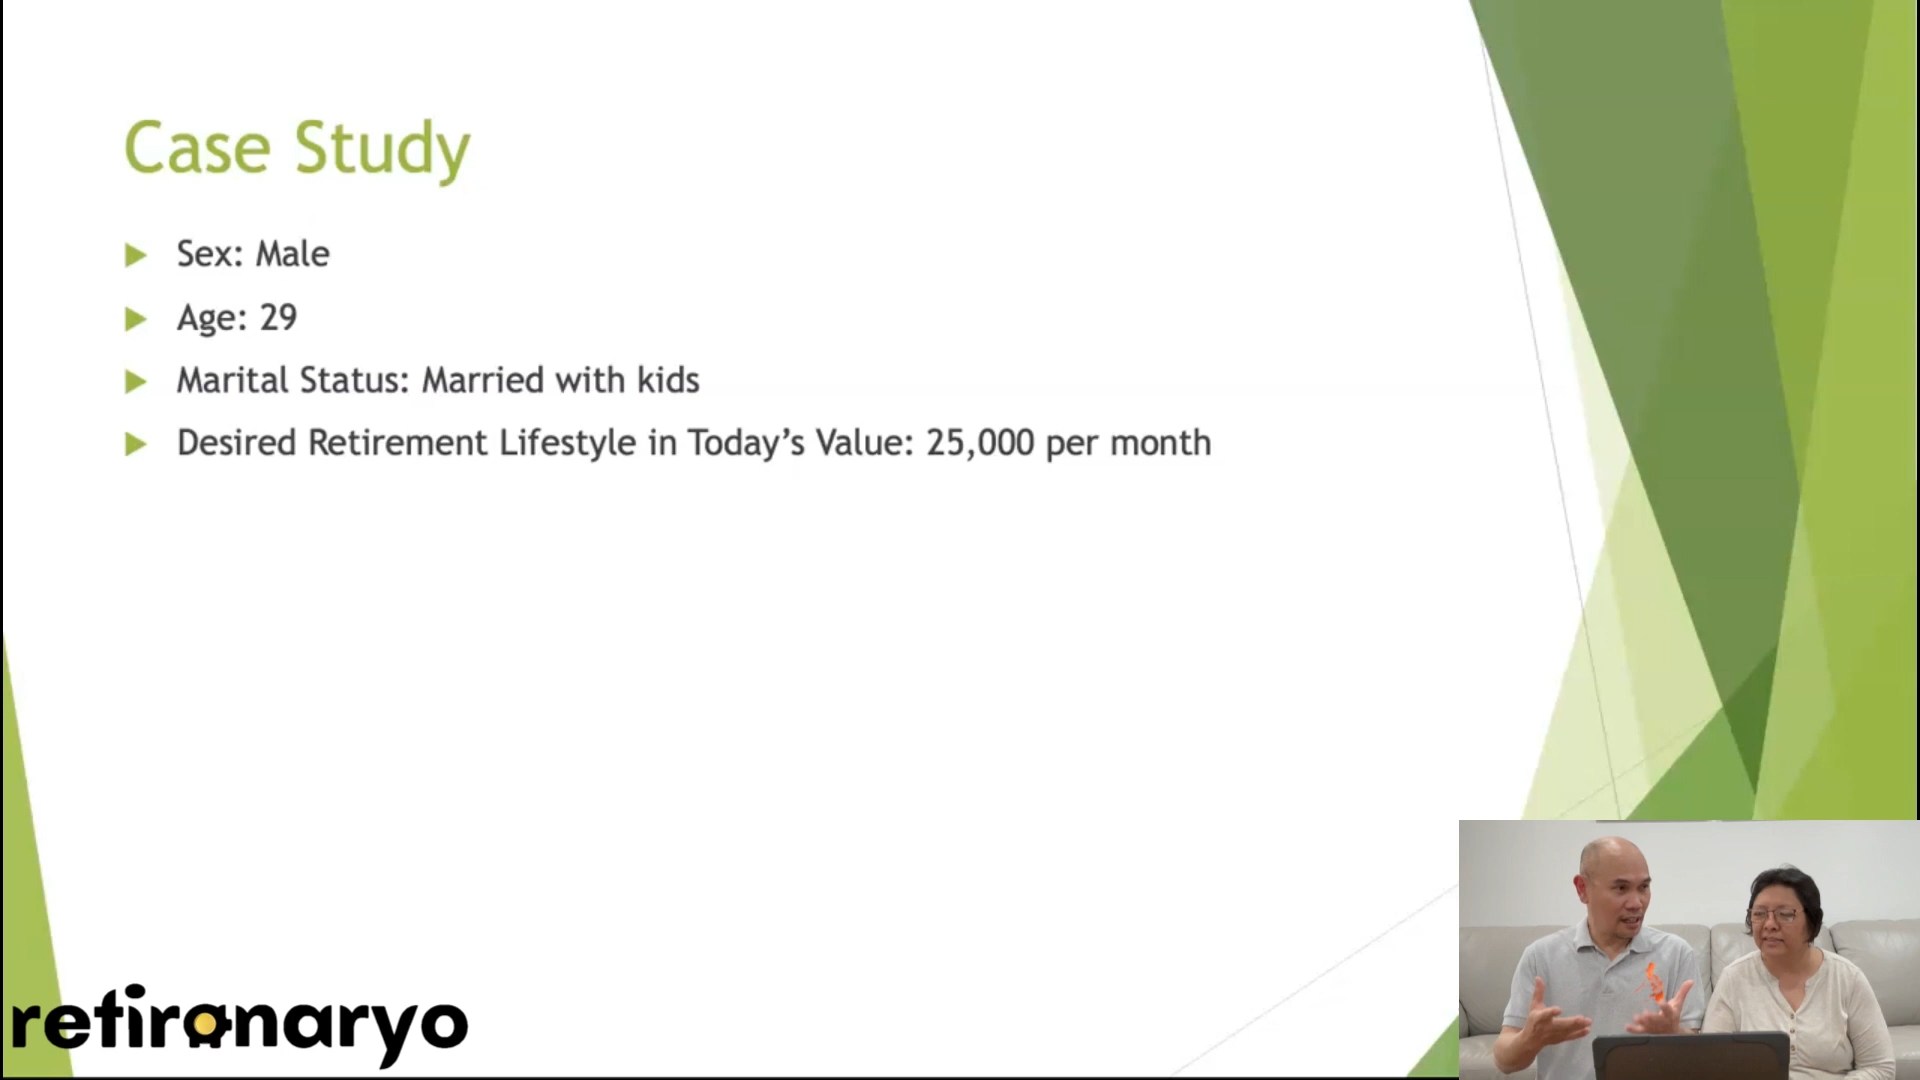 Case Study
Sex: Male
Age: 29
Marital Status: Married with kids
Desired Retirement Lifestyle in Today's Value: 25,000 per month
retironaryo